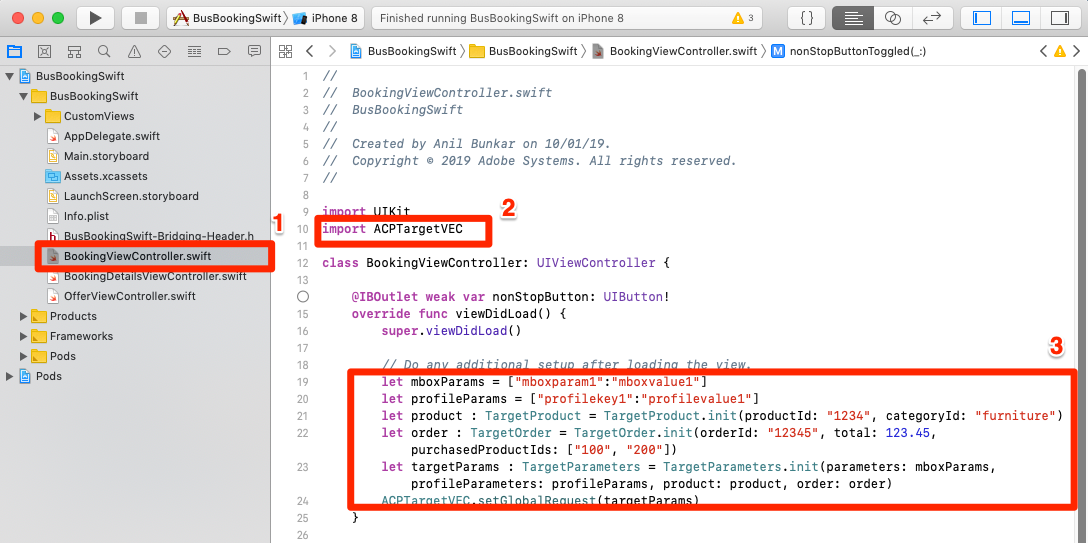 BusBookingSwift iPhone 8
Finished running BusBookingSwift on iPhone 8
3
BusBookingSwift
BusBookingSwift
CustomViews
AppDelegate.swift
Main.storyboard
Assets.xcassets
LaunchScreen.storyboard
Info.plist
BusBookingSwift-Bridging-Header.h
BookingViewController.swift
BookingDetailsViewController.swift
OfferViewController.swift
Products
Frameworks
Pods
Pods
1
BusBookingSwift BusBookingSwift BookingViewController.swift M nonStopButtonToggled(_:)
1 //
2 //  BookingViewController.swift
3 //  BusBookingSwift
4 //
5 //  Created by Anil Bunkar on 10/01/19.
6 //  Copyright © 2019 Adobe Systems. All rights reserved.
7 //
8
9 import UIKit
2
10 import ACPTargetVEC
11
12 class BookingViewController: UIViewController {
13
@IBOutlet weak var nonStopButton: UIButton!
15 override func viewDidLoad() {
16 super.viewDidLoad()
17
3
18 // Do any additional setup after loading the view.
19 let mboxParams = ["mboxparam1":"mboxvalue1"]
20 let profileParams = ["profilekey1":"profilevalue1"]
21 let product : TargetProduct = TargetProduct.init(productId: "1234", categoryId: "furniture")
22 let order : TargetOrder = TargetOrder.init(orderId: "12345", total: 123.45,
purchasedProductIds: ["100", "200"])
23 let targetParams : TargetParameters = TargetParameters.init(parameters: mboxParams,
profileParameters: profileParams, product: product, order: order)
24 ACPTargetVEC.setGlobalRequest(targetParams)
25 }
26